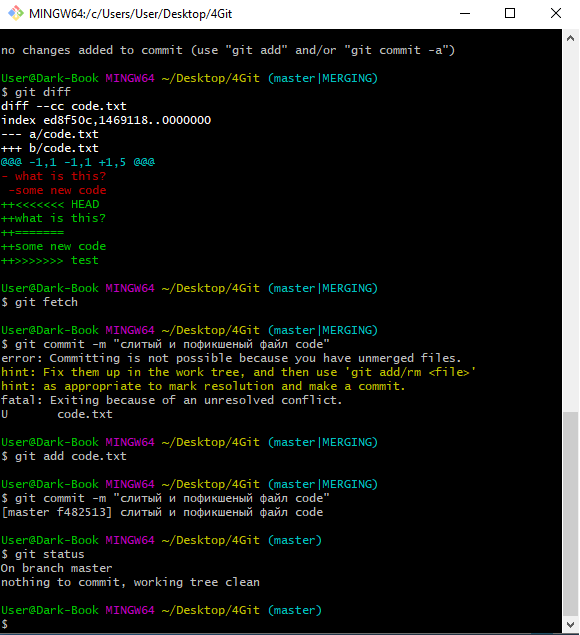 MINGW64:/c/Users/User/Desktop/4Git
no changes added to commit (use "git add" and/or "git commit -a")
User@Dark-Book MINGW64 ~/Desktop/4Git (master|MERGING)
$ git diff
diff --cc code.txt
index ed8f50c,1469118..0000000
--- a/code.txt
+++ b/code.txt
@@@ -1,1 -1,1 +1,5 @@@
- what is this?
 -some new code
++<<<<<<< HEAD
++what is this?
++=======
++some new code
++>>>>>>> test
User@Dark-Book MINGW64 ~/Desktop/4Git (master|MERGING)
$ git fetch
User@Dark-Book MINGW64 ~/Desktop/4Git (master|MERGING)
$ git commit -m "слитый и пофикшеный файл code"
error: Committing is not possible because you have unmerged files.
hint: Fix them up in the work tree, and then use 'git add/rm <file>'
hint: as appropriate to mark resolution and make a commit.
fatal: Exiting because of an unresolved conflict.
U       code.txt
User@Dark-Book MINGW64 ~/Desktop/4Git (master|MERGING)
$ git add code.txt
User@Dark-Book MINGW64 ~/Desktop/4Git (master|MERGING)
$ git commit -m "слитый и пофикшеный файл code"
[master f482513] слитый и пофикшеный файл code
User@Dark-Book MINGW64 ~/Desktop/4Git (master)
$ git status
On branch master
nothing to commit, working tree clean
User@Dark-Book MINGW64 ~/Desktop/4Git (master)
$